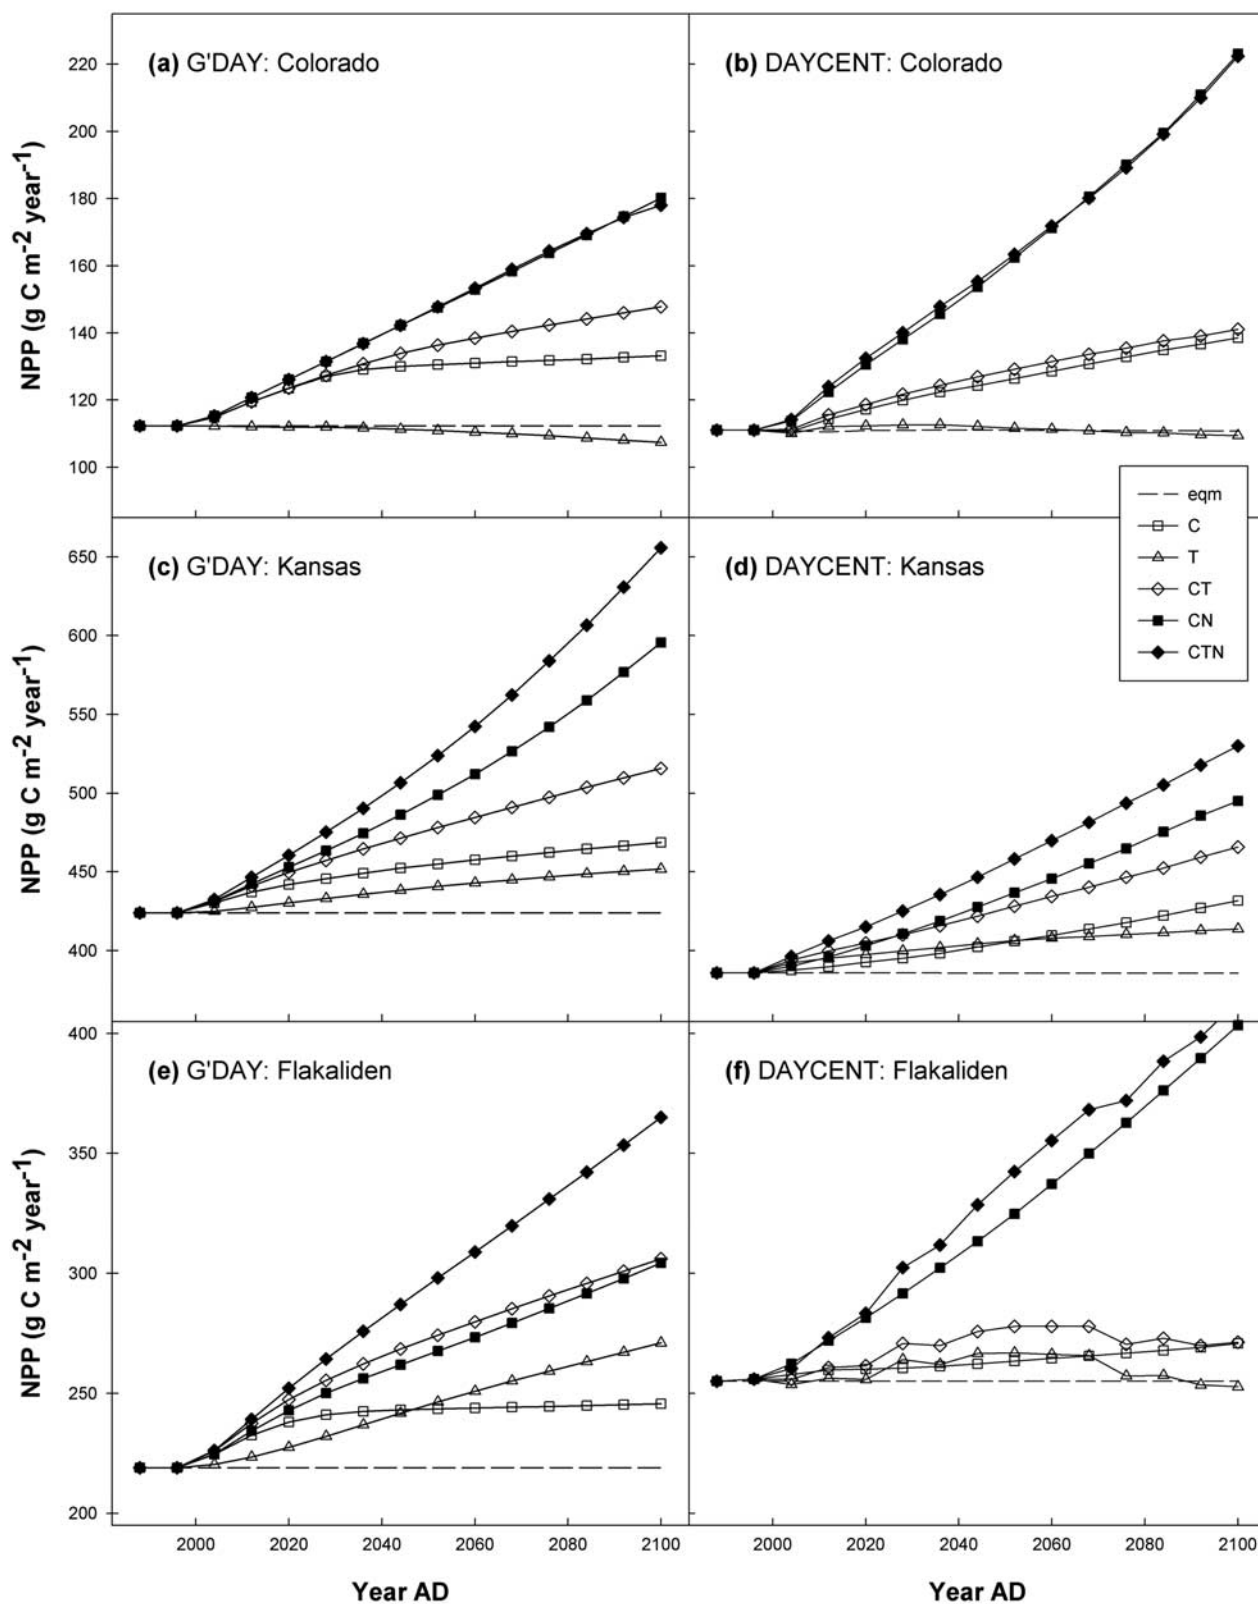 (a) G'DAY: Colorado
(b) DAYCENT: Colorado
220
200
180
160
140
120
100
NPP (g C m-2 year-1)
eqm
C
T
CT
CN
CTN
(c) G'DAY: Kansas
(d) DAYCENT: Kansas
650
600
550
500
450
400
NPP (g C m-2 year-1)
(e) G'DAY: Flakaliden
(f) DAYCENT: Flakaliden
400
350
300
250
200
NPP (g C m-2 year-1)
2000 2020 2040 2060 2080 2100
2000 2020 2040 2060 2080 2100
Year AD
Year AD